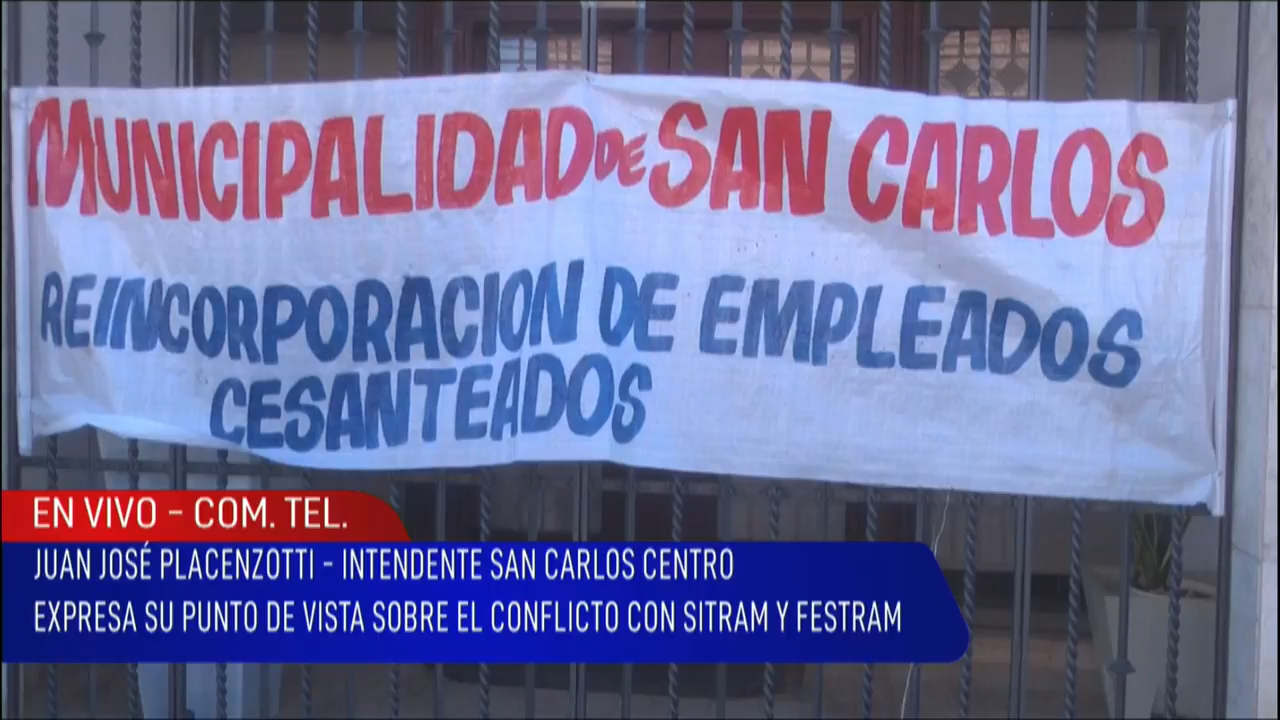 MUNICIPALIDAD DE SAN CARLOS
REINCORPORACION DE EMPLEADOS
CESANTEADOS
EN VIVO - COM. TEL.
JUAN JOSÉ PLACENZOTTI - INTENDENTE SAN CARLOS CENTRO
EXPRESA SU PUNTO DE VISTA SOBRE EL CONFLICTO CON SITRAM Y FESTRAM